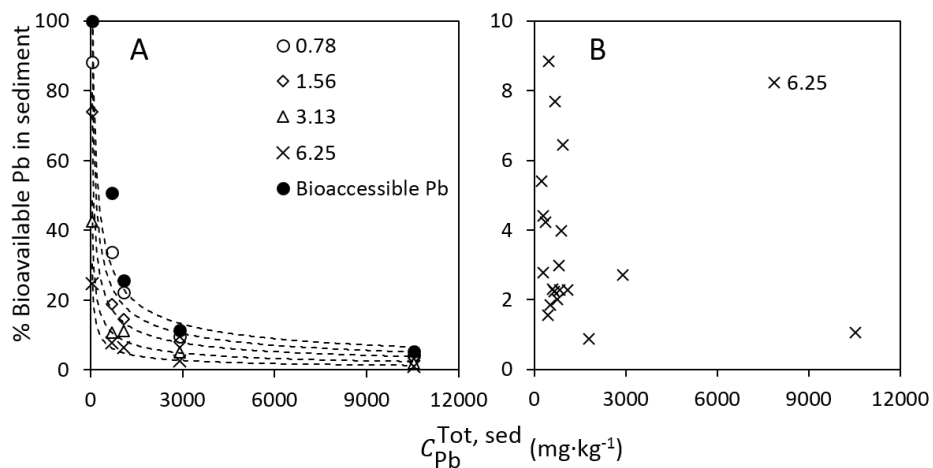 % Bioavailable Pb in sediment
100
80
60
40
20
0
A
0.78
1.56
3.13
6.25
Bioaccessible Pb
0 3000 6000 9000 12000
10
8
6
4
2
0
B
6.25
0 3000 6000 9000 12000
C Tot, sed Pb (mg·kg⁻¹)